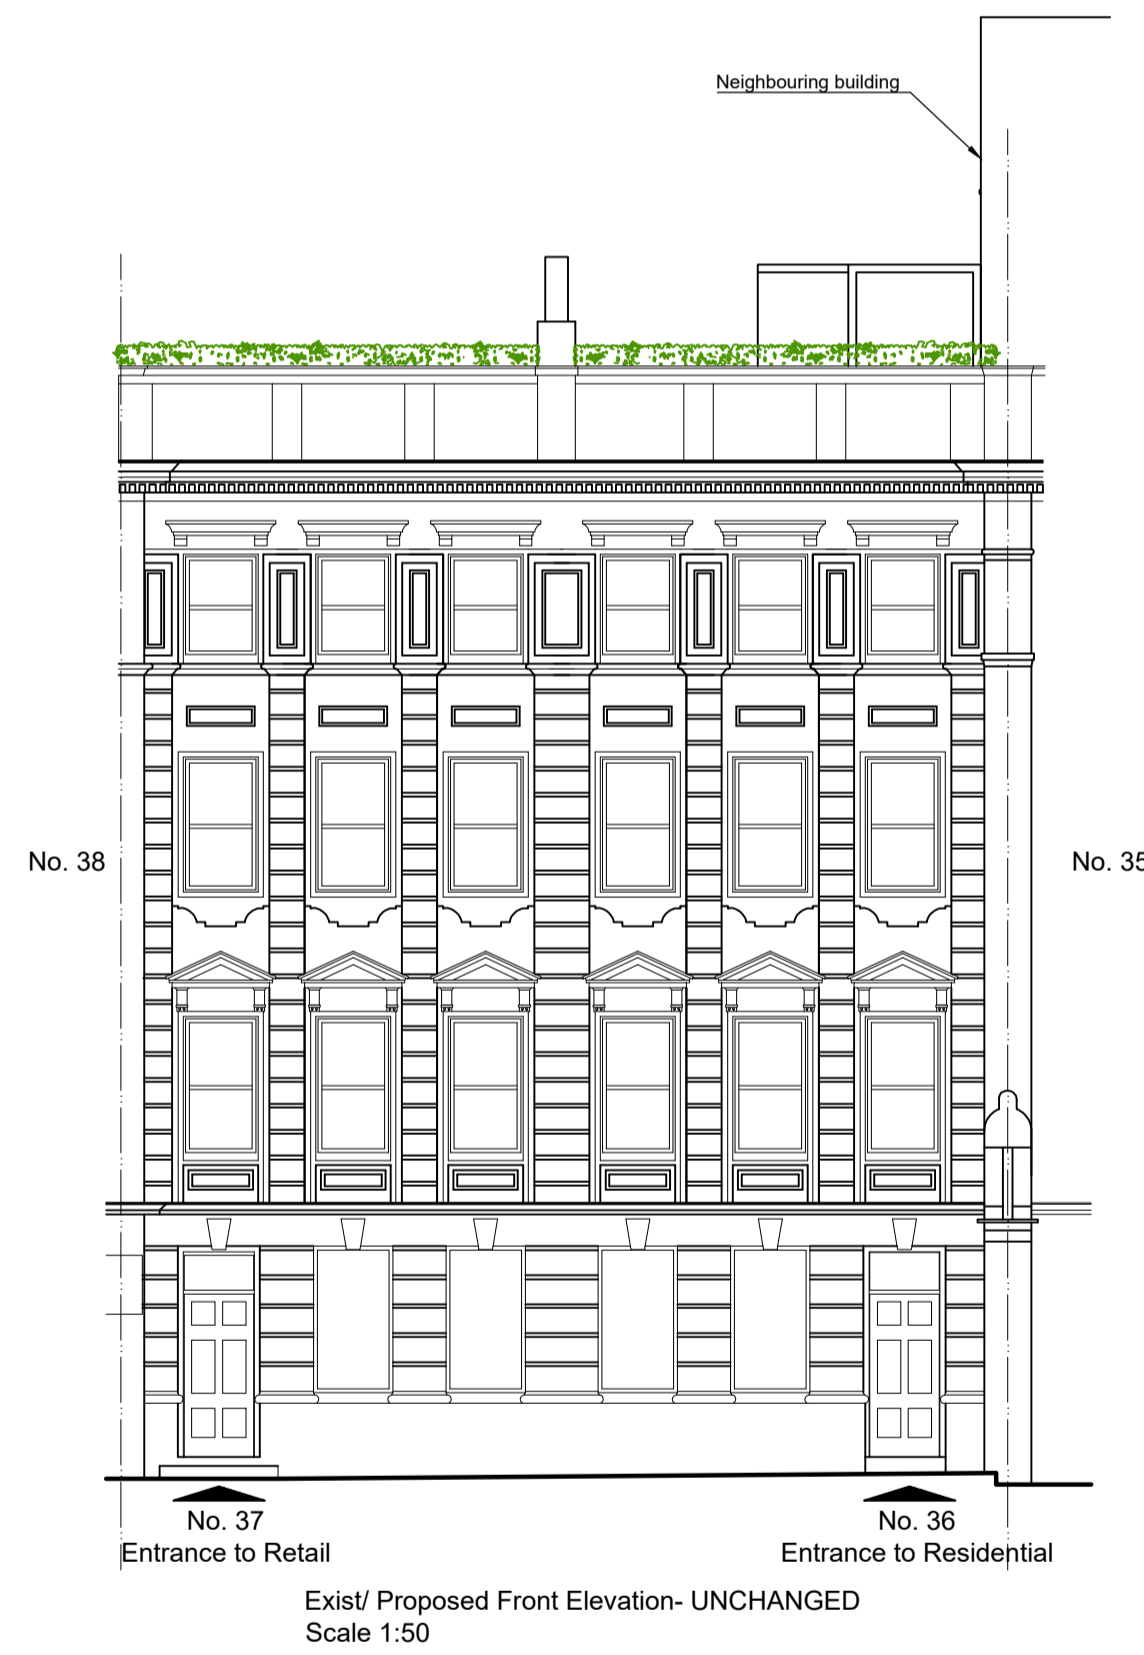 Neighbouring building
No. 38
No. 35
No. 37
Entrance to Retail
No. 36
Entrance to Residential
Exist/ Proposed Front Elevation- UNCHANGED
Scale 1:50